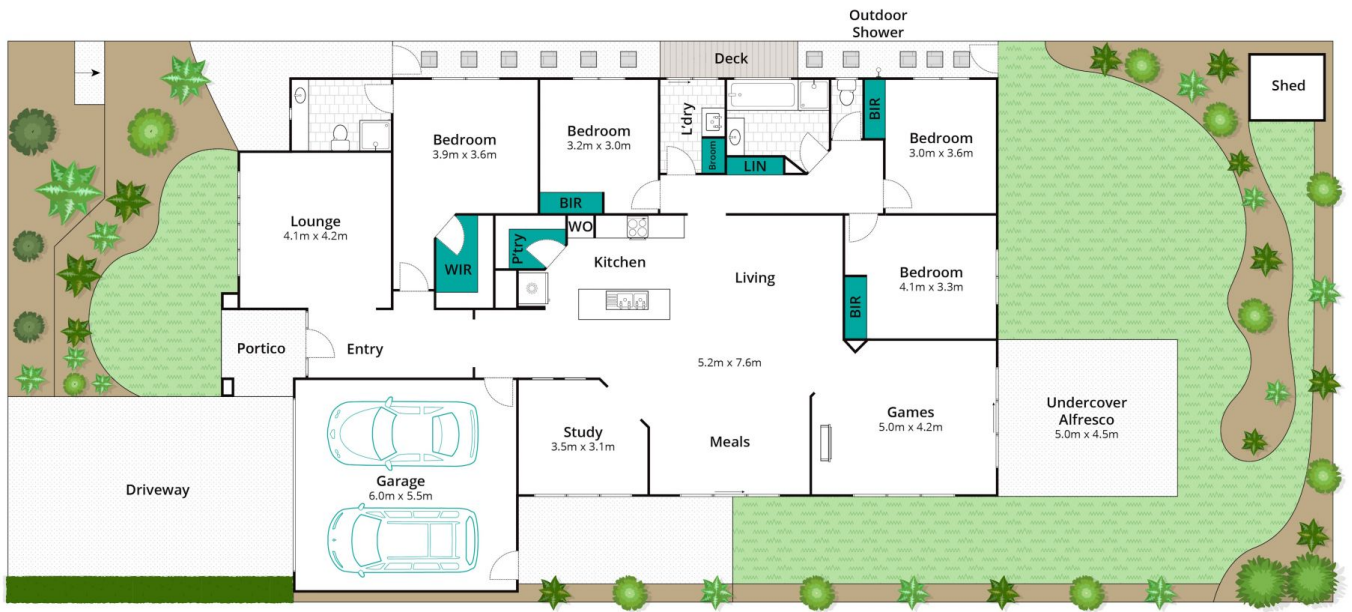 Outdoor
Shower
Deck
Shed
Bedroom
3.9m x 3.6m
Bedroom
3.2m x 3.0m
L'dry
Broom
LIN
BIR
Bedroom
3.0m x 3.6m
BIR
Lounge
4.1m x 4.2m
WIR
P'try
WO
Kitchen
Living
Bedroom
4.1m x 3.3m
BIR
Portico
Entry
5.2m x 7.6m
Games
5.0m x 4.2m
Undercover
Alfresco
5.0m x 4.5m
Study
3.5m x 3.1m
Meals
Driveway
Garage
6.0m x 5.5m